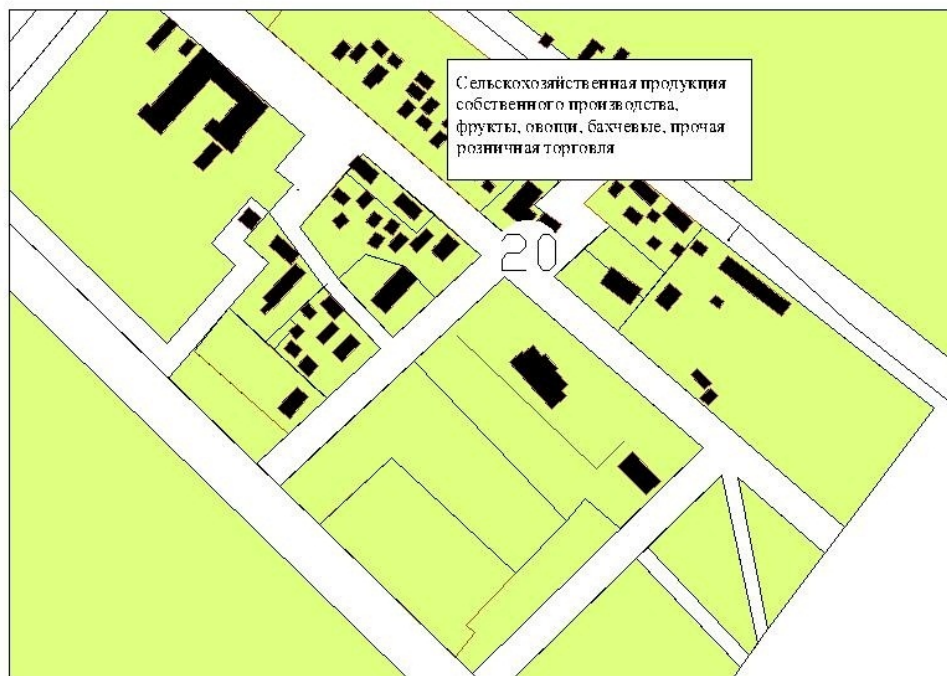 Сельскохозяйственная продукция
собственного производства,
фрукты, овощи, бахчевые, прочая
розничная торговля
20